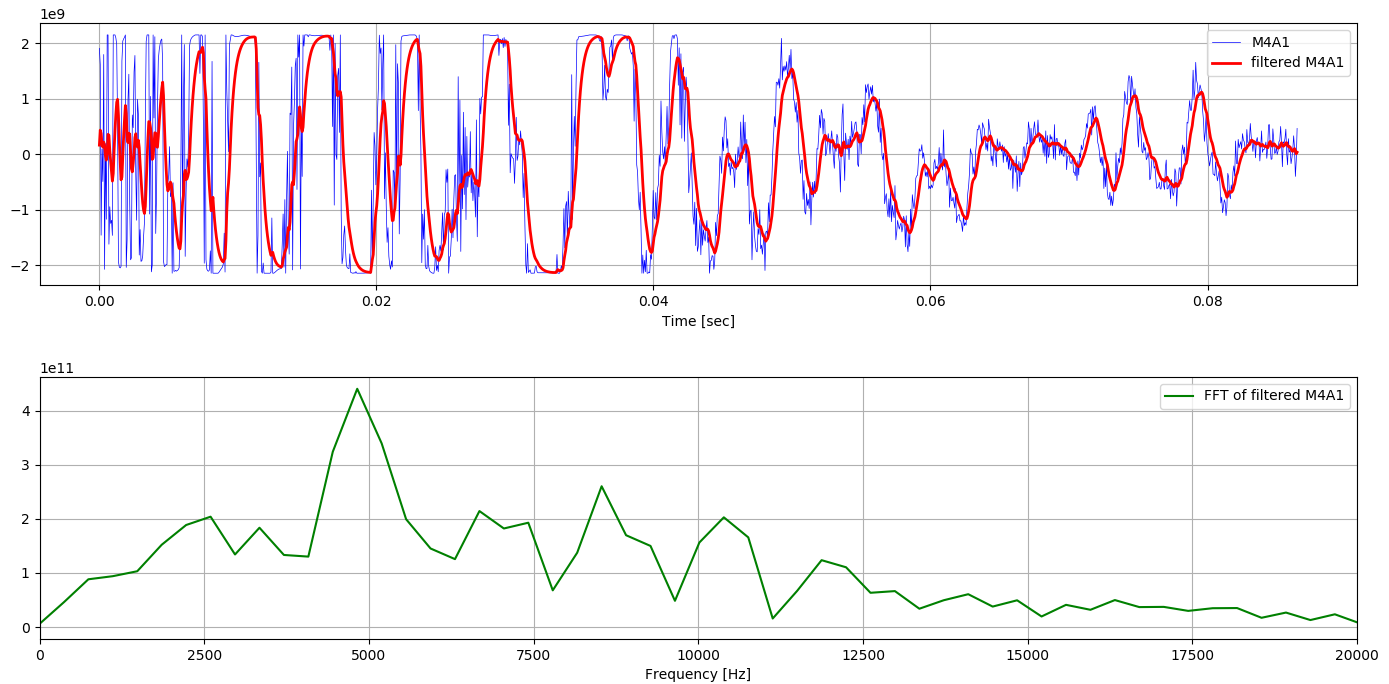 1e9
M4A1
filtered M4A1
2
1
0
−1
−2
0.00 0.02 0.04 0.06 0.08
Time [sec]
1e11
FFT of filtered M4A1
4
3
2
1
0
0 2500 5000 7500 10000 12500 15000 17500 20000
Frequency [Hz]